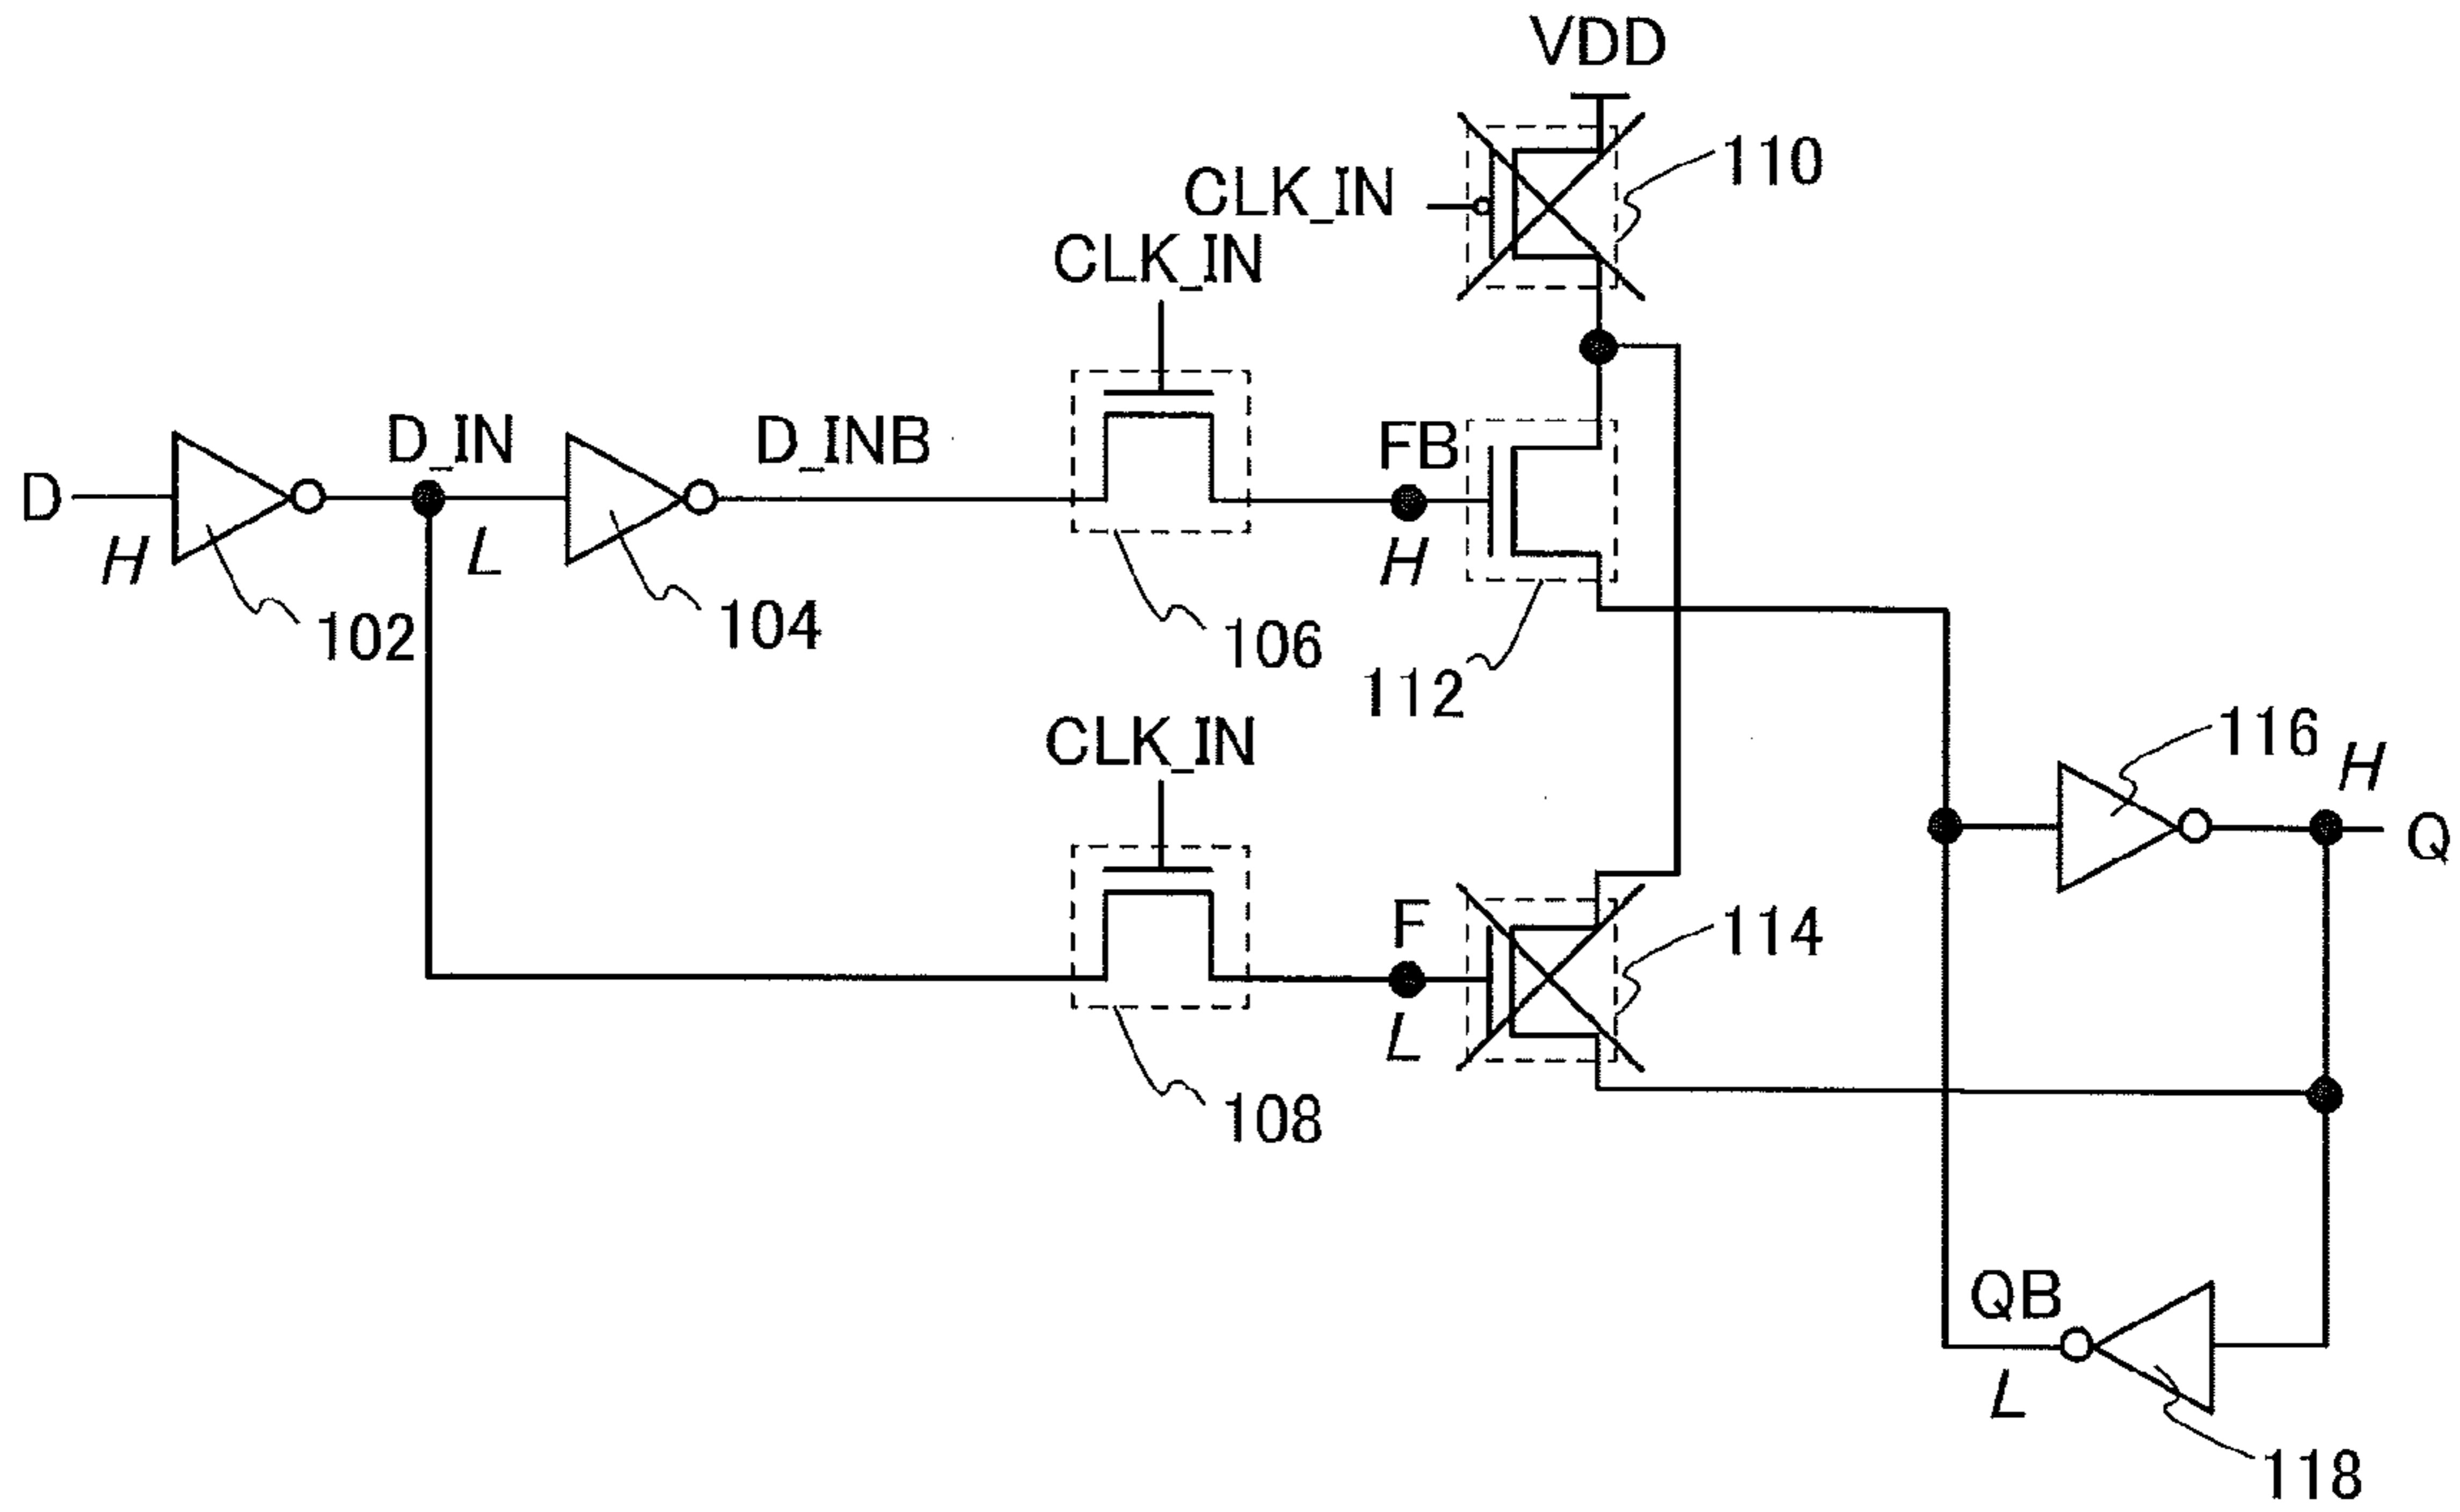 VDD
110
CLK_IN
CLK_IN
D
H
102
D_IN
L
104
D_INB
106
FB
H
112
CLK_IN
116
H
Q
F
L
114
108
QB
L
118